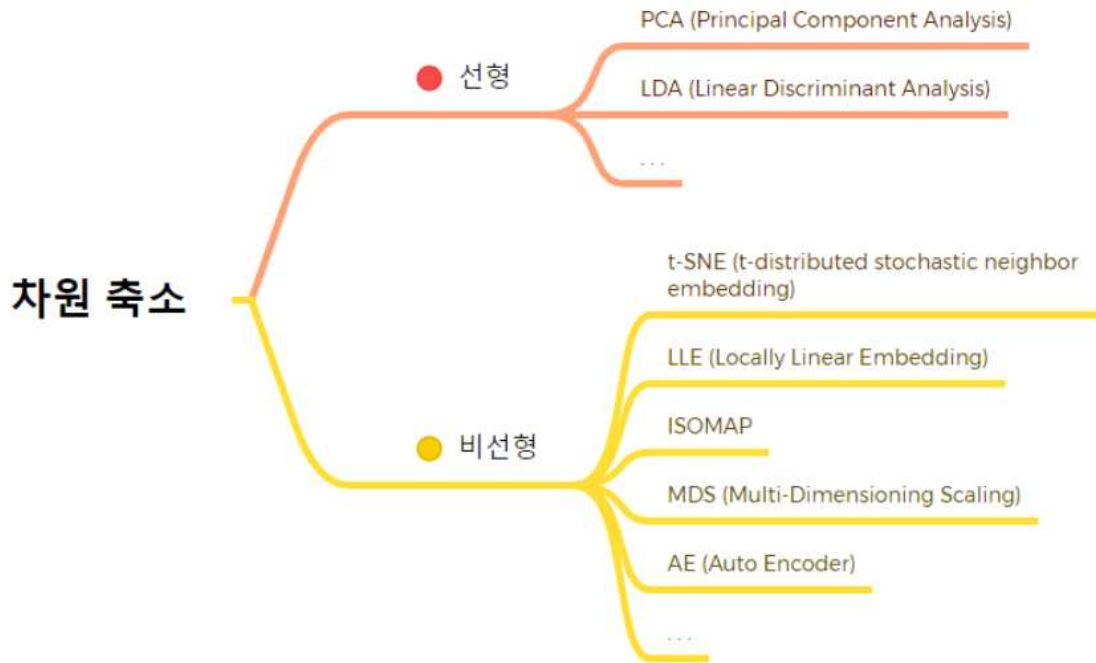 PCA (Principal Component Analysis)
선형
LDA (Linear Discriminant Analysis)
...
차원 축소
t-SNE (t-distributed stochastic neighbor
embedding)
LLE (Locally Linear Embedding)
ISOMAP
비선형
MDS (Multi-Dimensioning Scaling)
AE (Auto Encoder)
...